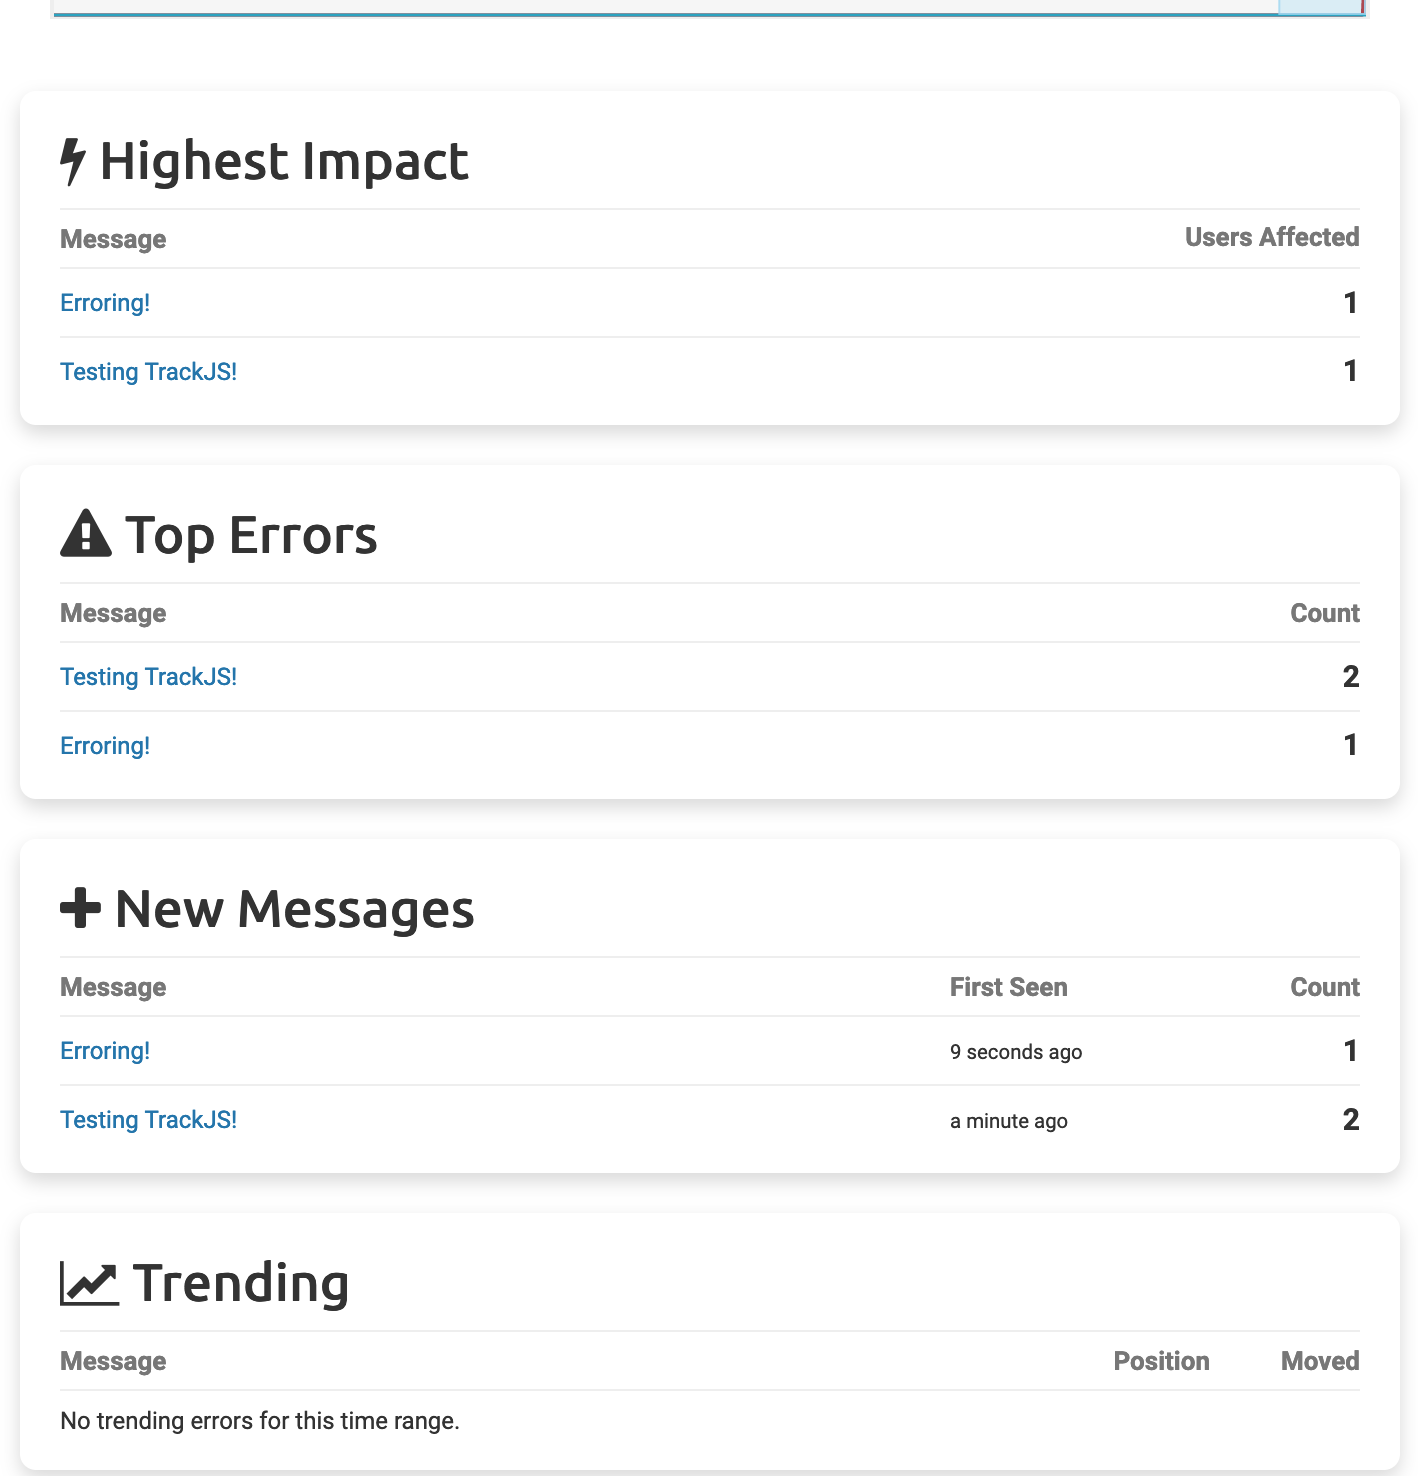 Highest Impact
Message Users Affected
Erroring! 1
Testing TrackJS! 1
Top Errors
Message Count
Testing TrackJS! 2
Erroring! 1
New Messages
Message First Seen Count
Erroring! 9 seconds ago 1
Testing TrackJS! a minute ago 2
Trending
Message Position Moved
No trending errors for this time range.